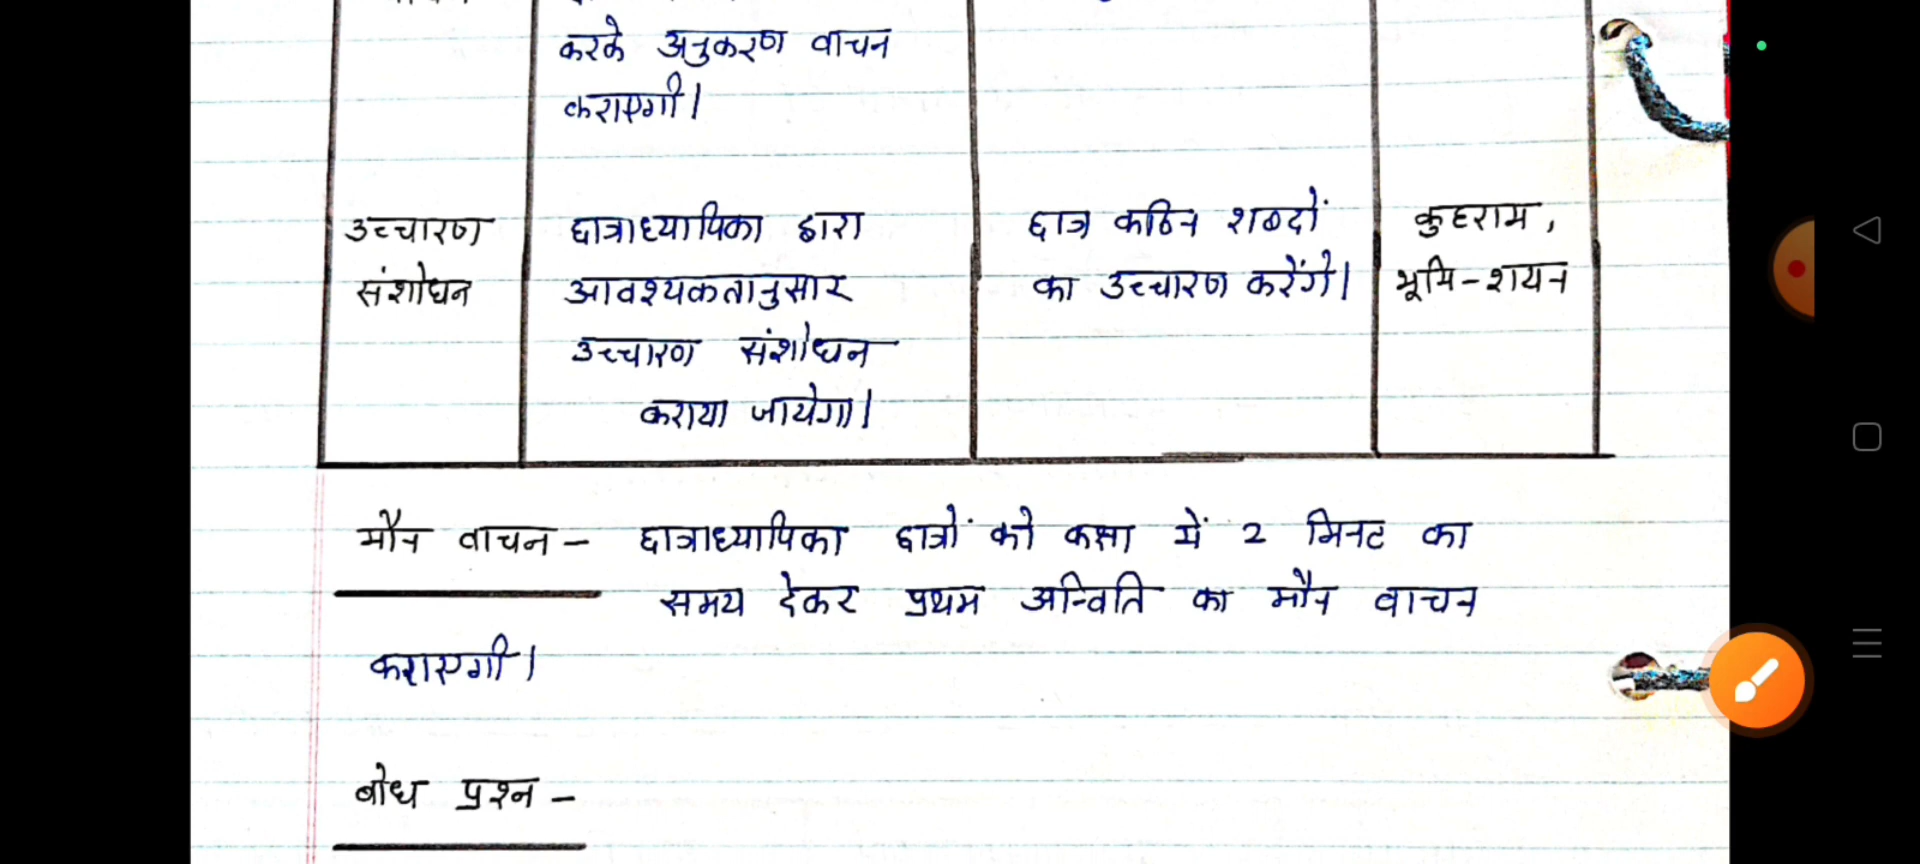 करके अनुकरण वाचन
कराएगी।
उच्चारण
संशोधन
छात्राध्यापिका द्वारा
आवश्यकतानुसार
उच्चारण संशोधन
कराया जायेगा।
छात्र कठिन शब्दों
का उच्चारण करेंगे।
कुहराम,
भूमि-शयन
मौन वाचन - छात्राध्यापिका छात्रों को कक्षा में 2 मिनट का
समय देकर प्रथम अन्विति का मौन वाचन
कराएगी।
बोध प्रश्न -